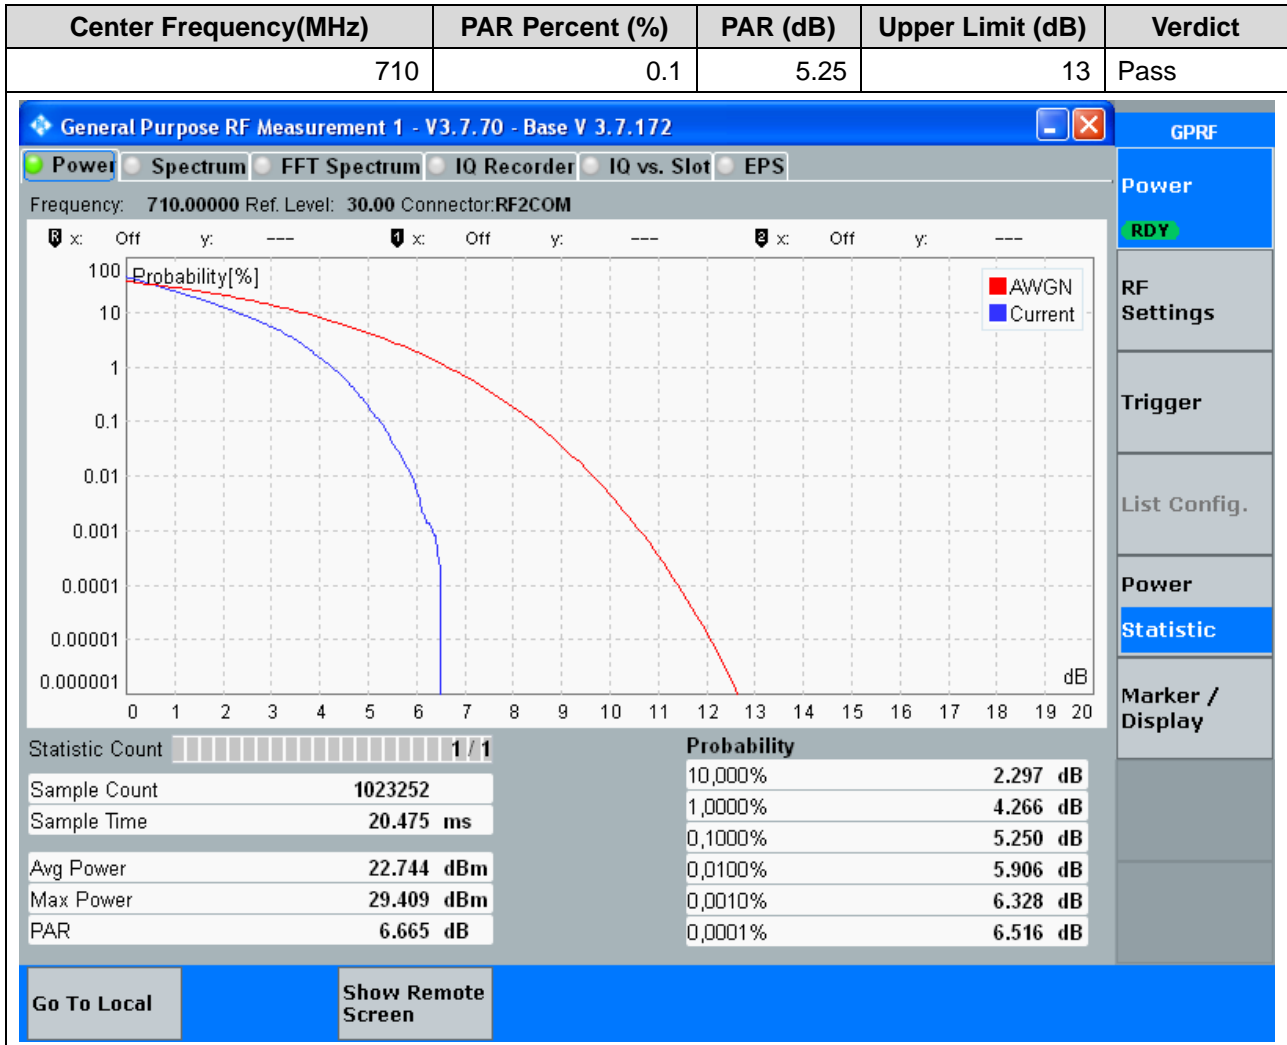 Center Frequency(MHz) PAR Percent (%) PAR (dB) Upper Limit (dB) Verdict
710 0.1 5.25 13 Pass
General Purpose RF Measurement 1 - V3.7.70 - Base V 3.7.172
GPRF
Power Spectrum FFT Spectrum IQ Recorder IQ vs. Slot EPS
Power
RDY
Frequency: 710.00000 Ref. Level: 30.00 Connector:RF2COM
R x: Off y: --- 1 x: Off y: --- 2 x: Off y: ---
Probability[%]
AWGN
Current
100
10
1
0.1
0.01
0.001
0.0001
0.00001
0.000001
dB
0 1 2 3 4 5 6 7 8 9 10 11 12 13 14 15 16 17 18 19 20
RF
Settings
Trigger
List Config.
Power
Statistic
Marker /
Display
Statistic Count 1 / 1
Sample Count 1023252
Sample Time 20.475 ms
Avg Power 22.744 dBm
Max Power 29.409 dBm
PAR 6.665 dB
Probability
10,000% 2.297 dB
1,0000% 4.266 dB
0,1000% 5.250 dB
0,0100% 5.906 dB
0,0010% 6.328 dB
0,0001% 6.516 dB
Go To Local
Show Remote
Screen